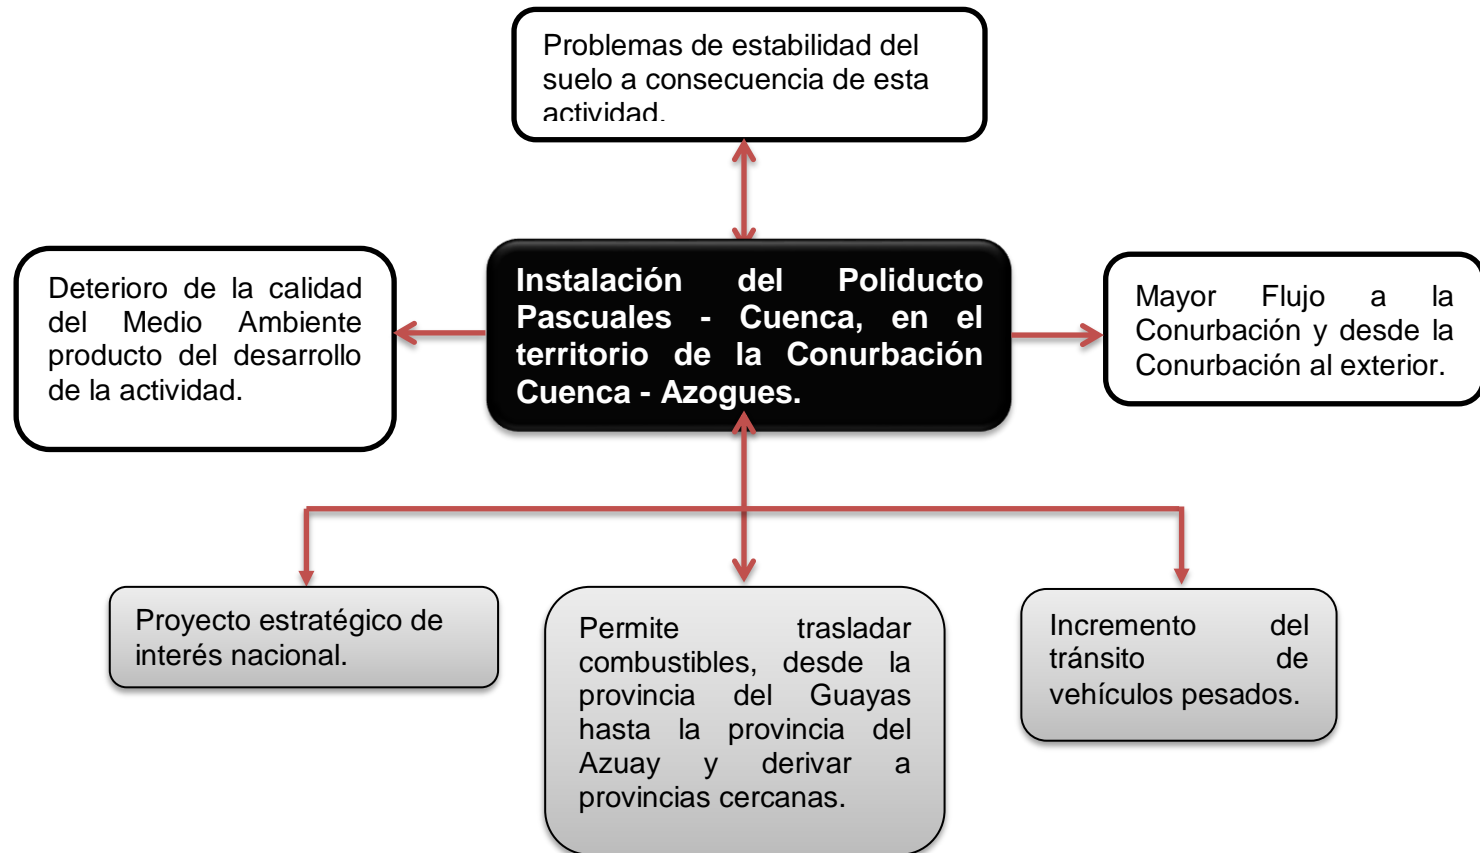 Problemas de estabilidad del
suelo a consecuencia de esta
actividad.
Deterioro de la calidad
del Medio Ambiente
producto del desarrollo
de la actividad.
Instalación del Poliducto
Pascuales - Cuenca, en el
territorio de la Conurbación
Cuenca - Azogues.
Mayor Flujo a la
Conurbación y desde la
Conurbación al exterior.
Proyecto estratégico de
interés nacional.
Permite trasladar
combustibles, desde la
provincia del Guayas
hasta la provincia del
Azuay y derivar a
provincias cercanas.
Incremento del
tránsito de
vehículos pesados.